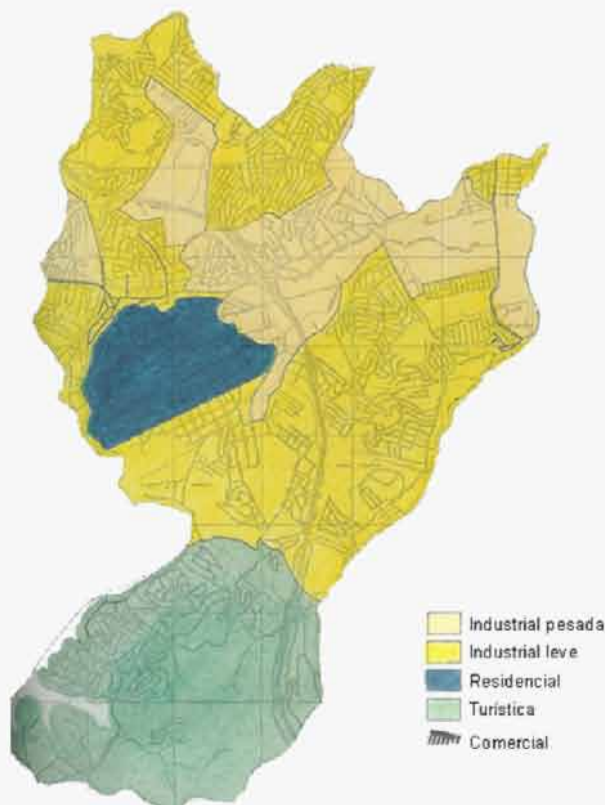 Industrial pesada
Industrial leve
Residencial
Turística
Comercial